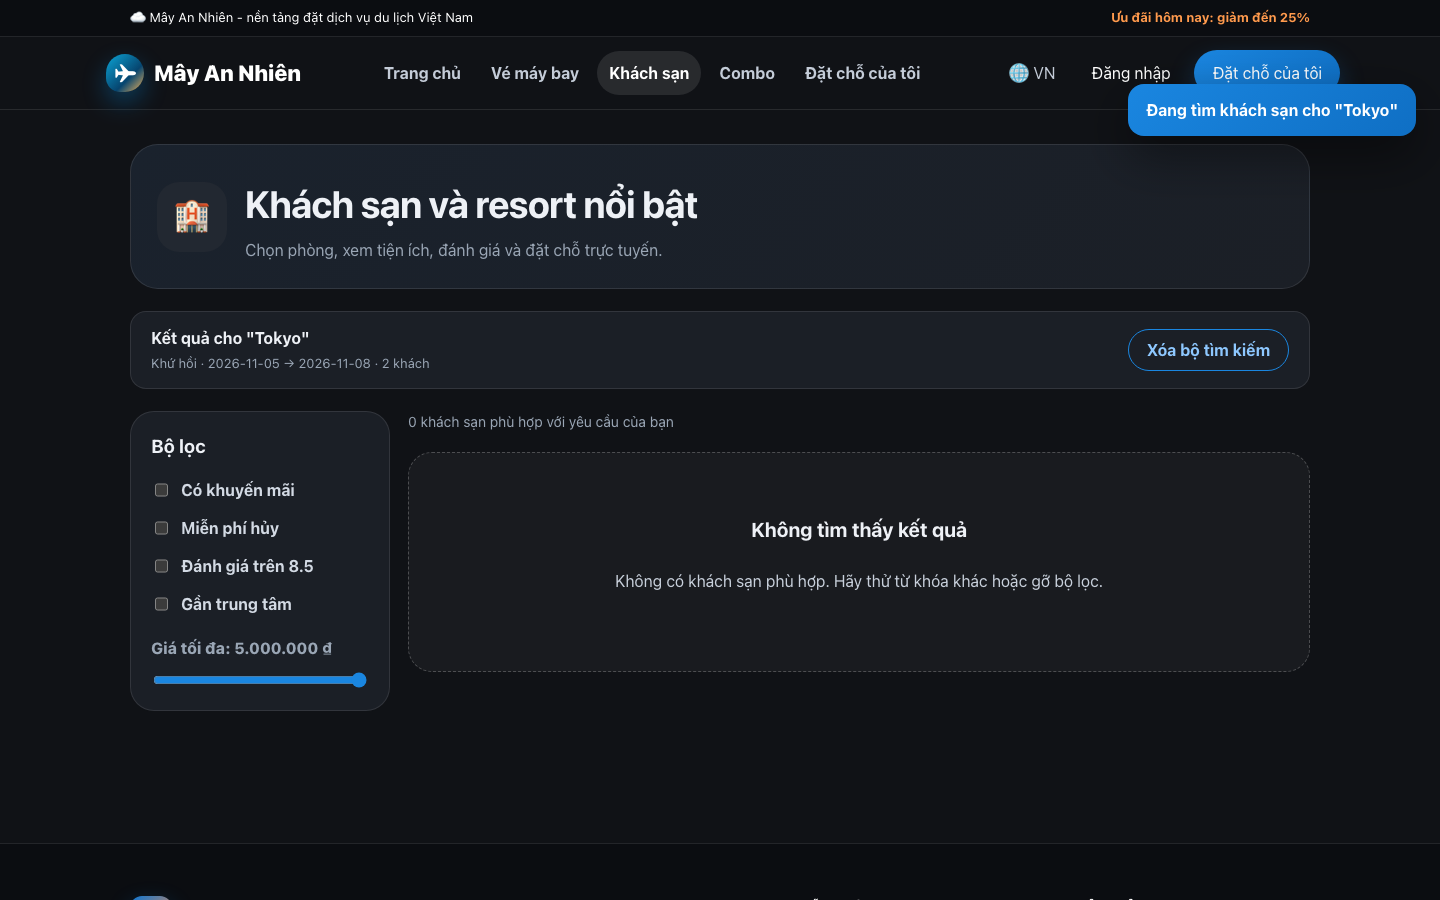 Mây An Nhiên - nền tảng đặt dịch vụ du lịch Việt Nam
Ưu đãi hôm nay: giảm đến 25%
Mây An Nhiên
Trang chủ
Vé máy bay
Khách sạn
Combo
Đặt chỗ của tôi
VN
Đăng nhập
Đặt chỗ của tôi
Đang tìm khách sạn cho "Tokyo"
Khách sạn và resort nổi bật
Chọn phòng, xem tiện ích, đánh giá và đặt chỗ trực tuyến.
Kết quả cho "Tokyo"
Khứ hồi · 2026-11-05 → 2026-11-08 · 2 khách
Xóa bộ tìm kiếm
Bộ lọc
Có khuyến mãi
Miễn phí hủy
Đánh giá trên 8.5
Gần trung tâm
Giá tối đa: 5.000.000 ₫
0 khách sạn phù hợp với yêu cầu của bạn
Không tìm thấy kết quả
Không có khách sạn phù hợp. Hãy thử từ khóa khác hoặc gỡ bộ lọc.